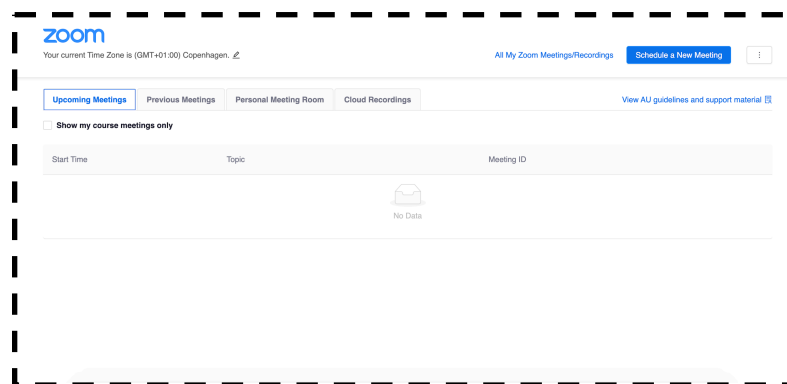 zoom
Your current Time Zone is (GMT+01:00) Copenhagen.
All My Zoom Meetings/Recordings
Schedule a New Meeting
Upcoming Meetings
Previous Meetings
Personal Meeting Room
Cloud Recordings
View AU guidelines and support material
Show my course meetings only
Start Time
Topic
Meeting ID
No Data